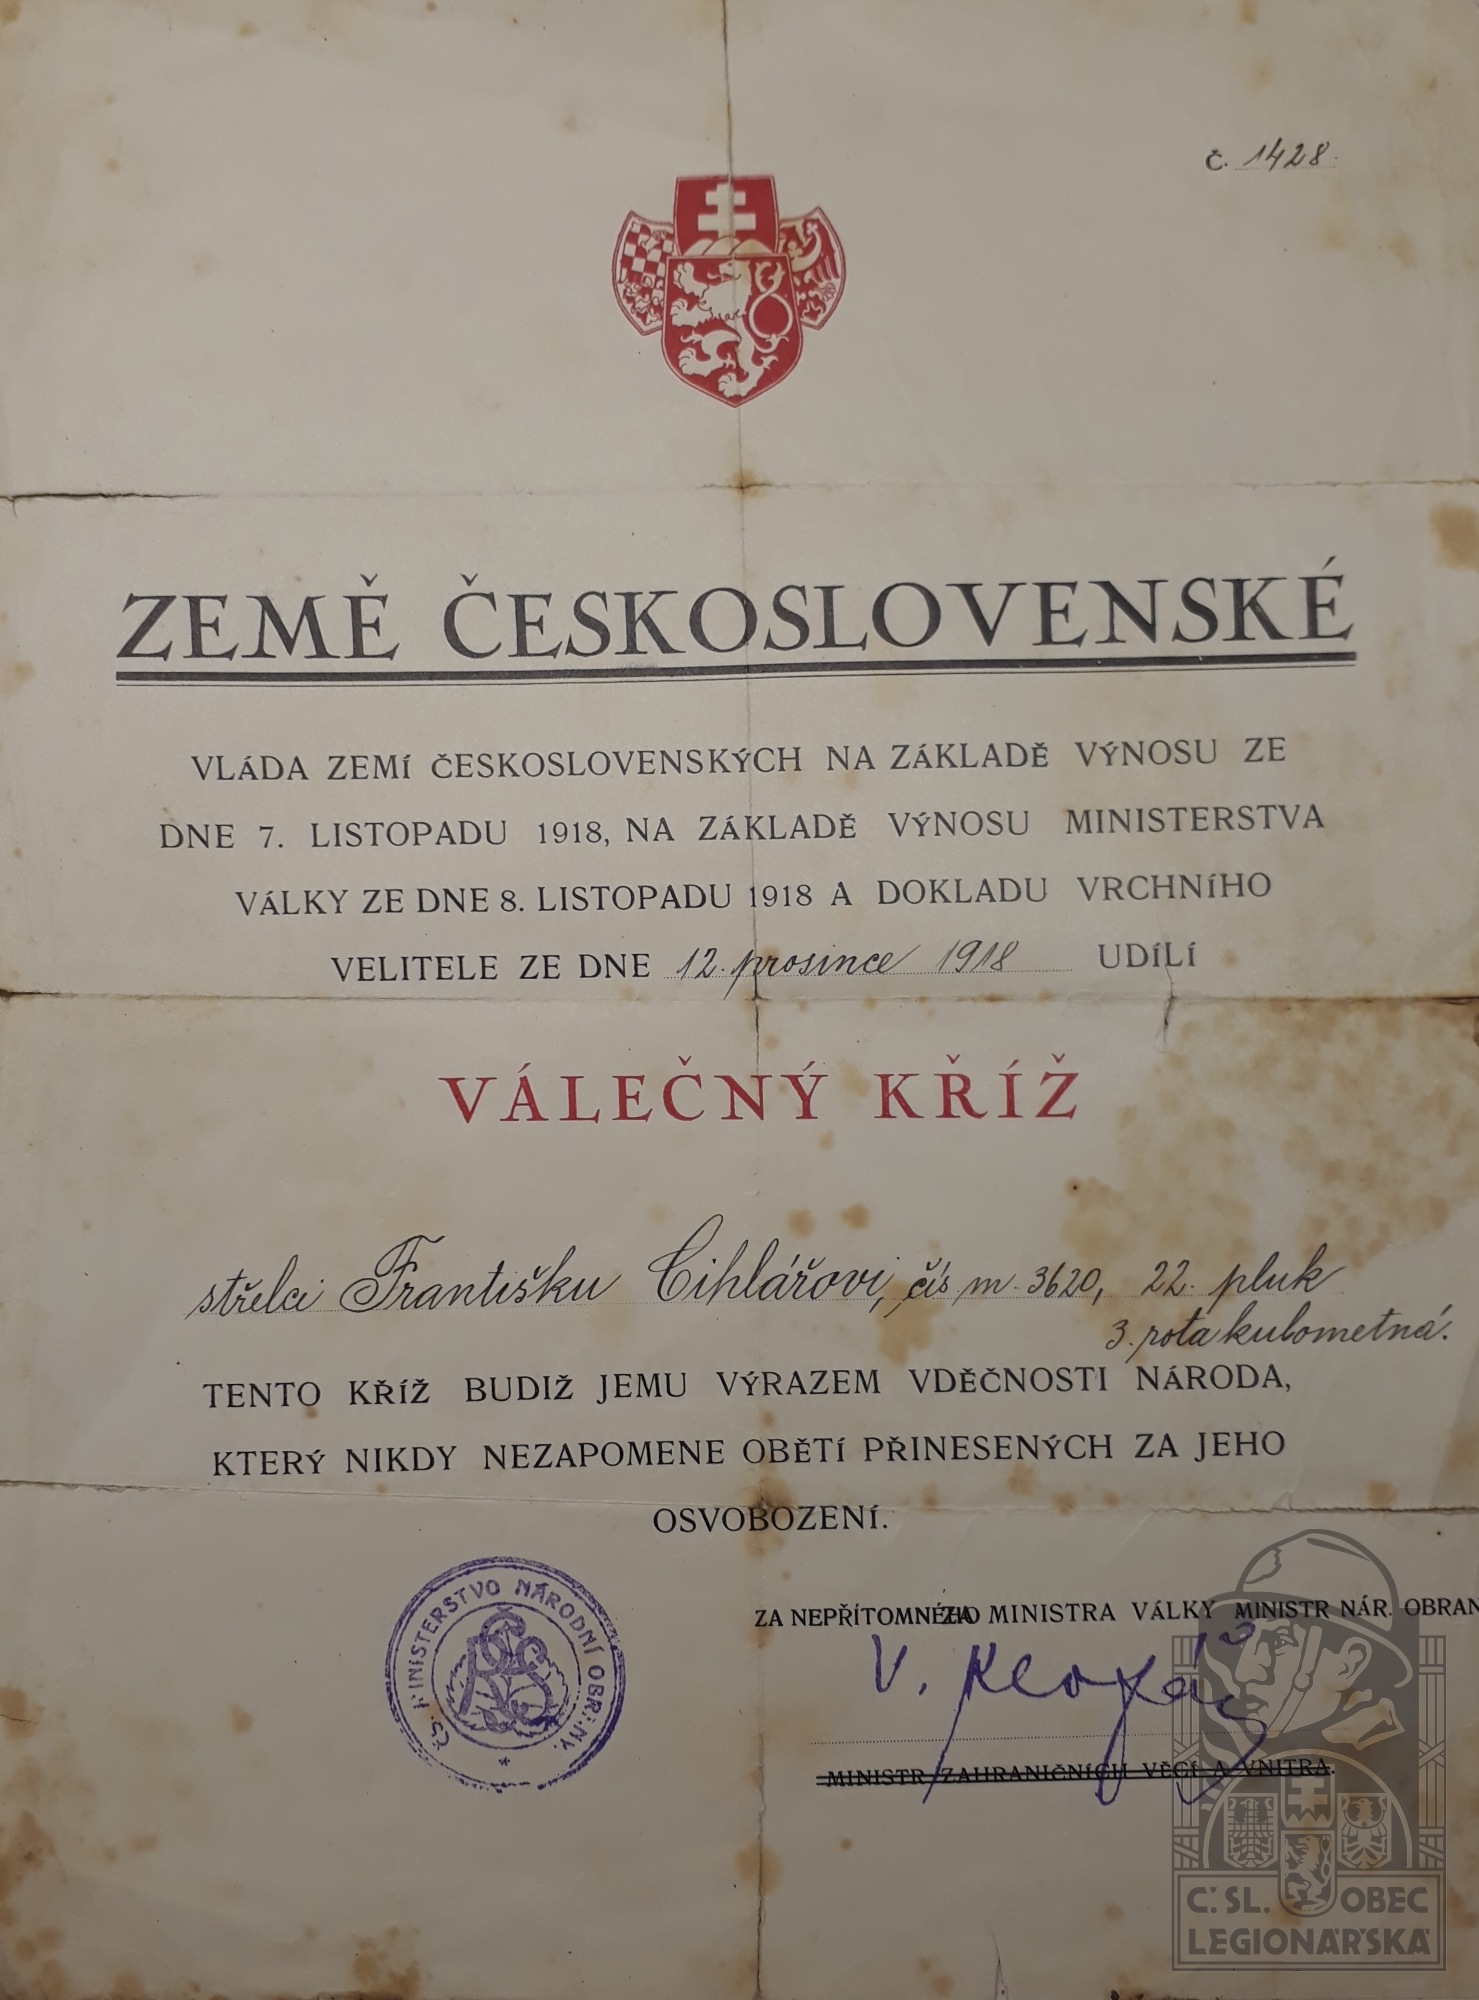 č. 1428.
ZEMĚ ČESKOSLOVENSKÉ
VLÁDA ZEMÍ ČESKOSLOVENSKÝCH NA ZÁKLADĚ VÝNOSU ZE
DNE 7. LISTOPADU 1918, NA ZÁKLADĚ VÝNOSU MINISTERSTVA
VÁLKY ZE DNE 8. LISTOPADU 1918 A DOKLADU VRCHNÍHO
VELITELE ZE DNE 12. prosince 1918 UDÍLÍ
VÁLEČNÝ KŘÍŽ
střelci Františku Cihlářovi, čís m. 3620, 22. pluk
3. rota kulometná.
TENTO KŘÍŽ BUDIŽ JEMU VÝRAZEM VDĚČNOSTI NÁRODA,
KTERÝ NIKDY NEZAPOMENE OBĚTÍ PŘINESENÝCH ZA JEHO
OSVOBOZENÍ.
ČS. MINISTERSTVO NÁRODNÍ OBRANY. *
ZA NEPŘÍTOMNÉHO ZA MINISTRA VÁLKY MINISTR NÁR. OBRAN
V. Klofáč
MINISTR ZAHRANIČNÍCH VĚCÍ A VNITRA.
Č.SL. OBEC
LEGIONÁŘSKÁ